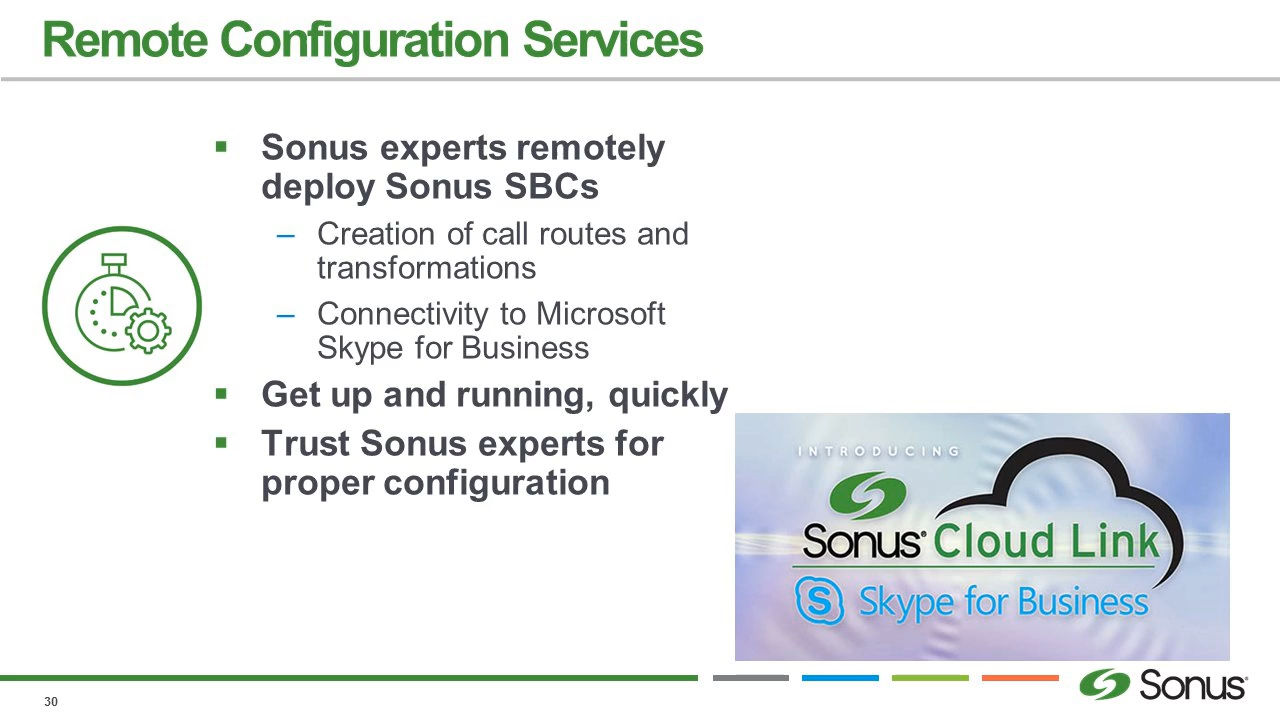 Remote Configuration Services
▪ Sonus experts remotely
deploy Sonus SBCs
– Creation of call routes and
transformations
– Connectivity to Microsoft
Skype for Business
▪ Get up and running, quickly
▪ Trust Sonus experts for
proper configuration
INTRODUCING
Sonus® Cloud Link
S Skype for Business
30
Sonus®